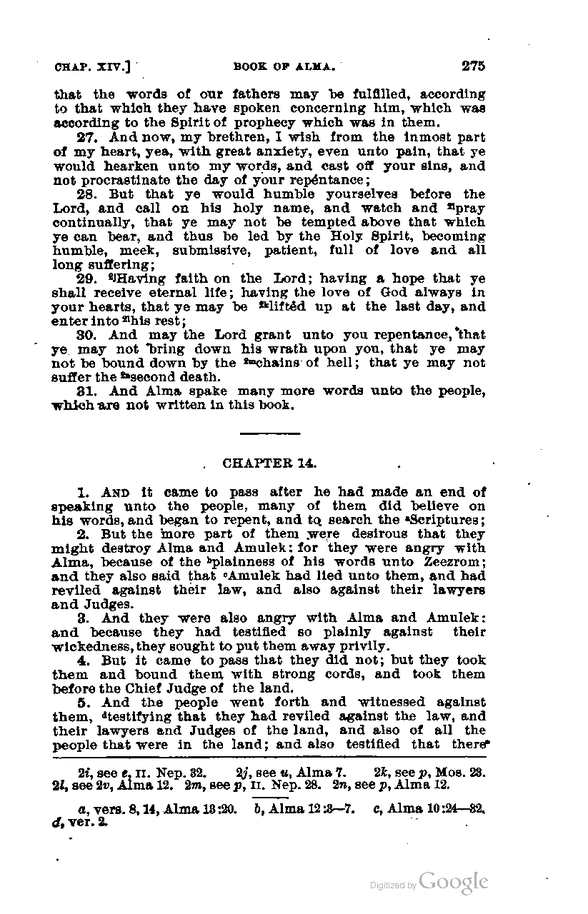 CHAP. XIV.] BOOK OF ALMA. 275
that the words of our fathers may be fulfilled, according
to that which they have spoken concerning him, which was
according to the Spirit of prophecy which was in them.
27. And now, my brethren, I wish from the inmost part
of my heart, yea, with great anxiety, even unto pain, that ye
would hearken unto my words, and cast off your sins, and
not procrastinate the day of your repentance;
28. But that ye would humble yourselves before the
Lord, and call on his holy name, and watch and ²ⁱpray
continually, that ye may not be tempted above that which
ye can bear, and thus be led by the Holy Spirit, becoming
humble, meek, submissive, patient, full of love and all
long suffering;
29. ²ʲHaving faith on the Lord; having a hope that ye
shall receive eternal life; having the love of God always in
your hearts, that ye may be ²ᵏlifted up at the last day, and
enter into ²ˡhis rest;
30. And may the Lord grant unto you repentance, that
ye may not bring down his wrath upon you, that ye may
not be bound down by the ²ᵐchains of hell; that ye may not
suffer the ²ⁿsecond death.
31. And Alma spake many more words unto the people,
which are not written in this book.
CHAPTER 14.
1. AND it came to pass after he had made an end of
speaking unto the people, many of them did believe on
his words, and began to repent, and to search the ᵃScriptures;
2. But the more part of them were desirous that they
might destroy Alma and Amulek: for they were angry with
Alma, because of the ᵇplainness of his words unto Zeezrom;
and they also said that ᶜAmulek had lied unto them, and had
reviled against their law, and also against their lawyers
and Judges.
3. And they were also angry with Alma and Amulek:
and because they had testified so plainly against their
wickedness, they sought to put them away privily.
4. But it came to pass that they did not; but they took
them and bound them with strong cords, and took them
before the Chief Judge of the land.
5. And the people went forth and witnessed against
them, ᵈtestifying that they had reviled against the law, and
their lawyers and Judges of the land, and also of all the
people that were in the land; and also testified that there
2i, see e, II. Nep. 32. 2j, see u, Alma 7. 2k, see p, Mos. 23.
2l, see 2v, Alma 12. 2m, see p, II. Nep. 28. 2n, see p, Alma 12.
a, vers. 8, 14, Alma 13:20. b, Alma 12:3—7. c, Alma 10:24—32.
d, ver. 2.
Digitized by Google